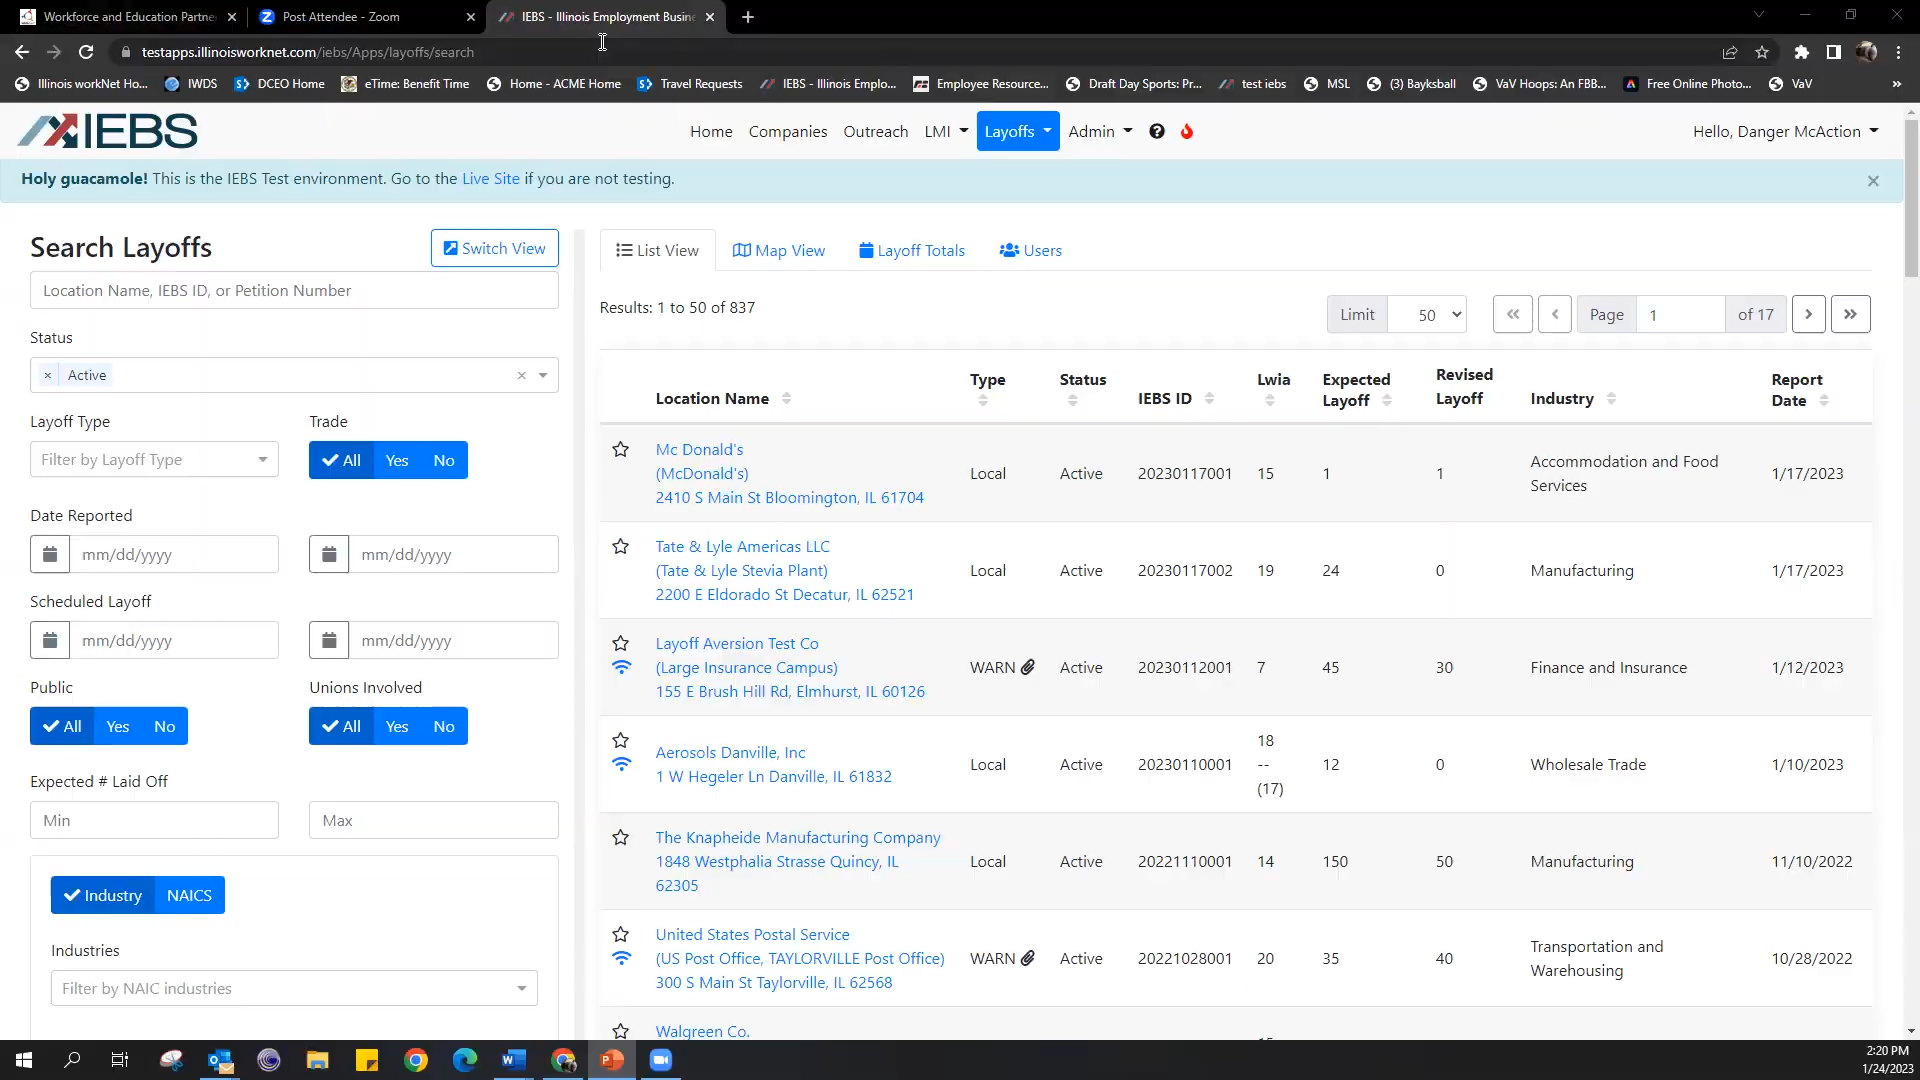 Workforce and Education Partne
Post Attendee - Zoom
IEBS - Illinois Employment Busine
testapps.illinoisworknet.com/iebs/Apps/layoffs/search
Illinois workNet Ho...
IWDS
DCEO Home
eTime: Benefit Time
Home - ACME Home
Travel Requests
IEBS - Illinois Emplo...
Employee Resource...
Draft Day Sports: Pr...
test iebs
MSL
(3) Bayksball
VaV Hoops: An FBB...
Free Online Photo...
VaV
IEBS
Home
Companies
Outreach
LMI
Layoffs
Admin
Hello, Danger McAction
Holy guacamole! This is the IEBS Test environment. Go to the Live Site if you are not testing.
Search Layoffs
Switch View
Location Name, IEBS ID, or Petition Number
Status
× Active
Layoff Type
Trade
Filter by Layoff Type
All Yes No
Date Reported
mm/dd/yyyy
mm/dd/yyyy
Scheduled Layoff
mm/dd/yyyy
mm/dd/yyyy
Public
Unions Involved
All Yes No
All Yes No
Expected # Laid Off
Min
Max
Industry NAICS
Industries
Filter by NAIC industries
List View
Map View
Layoff Totals
Users
Results: 1 to 50 of 837
Limit 50
Page 1 of 17
Location Name
Type
Status
IEBS ID
Lwia
Expected
Layoff
Revised
Layoff
Industry
Report
Date
Mc Donald's
(McDonald's)
2410 S Main St Bloomington, IL 61704
Local
Active
20230117001
15
1
1
Accommodation and Food
Services
1/17/2023
Tate & Lyle Americas LLC
(Tate & Lyle Stevia Plant)
2200 E Eldorado St Decatur, IL 62521
Local
Active
20230117002
19
24
0
Manufacturing
1/17/2023
Layoff Aversion Test Co
(Large Insurance Campus)
155 E Brush Hill Rd, Elmhurst, IL 60126
WARN
Active
20230112001
7
45
30
Finance and Insurance
1/12/2023
Aerosols Danville, Inc
1 W Hegeler Ln Danville, IL 61832
Local
Active
20230110001
18
--
(17)
12
0
Wholesale Trade
1/10/2023
The Knapheide Manufacturing Company
1848 Westphalia Strasse Quincy, IL
62305
Local
Active
20221110001
14
150
50
Manufacturing
11/10/2022
United States Postal Service
(US Post Office, TAYLORVILLE Post Office)
300 S Main St Taylorville, IL 62568
WARN
Active
20221028001
20
35
40
Transportation and
Warehousing
10/28/2022
Walgreen Co.
2:20 PM
1/24/2023